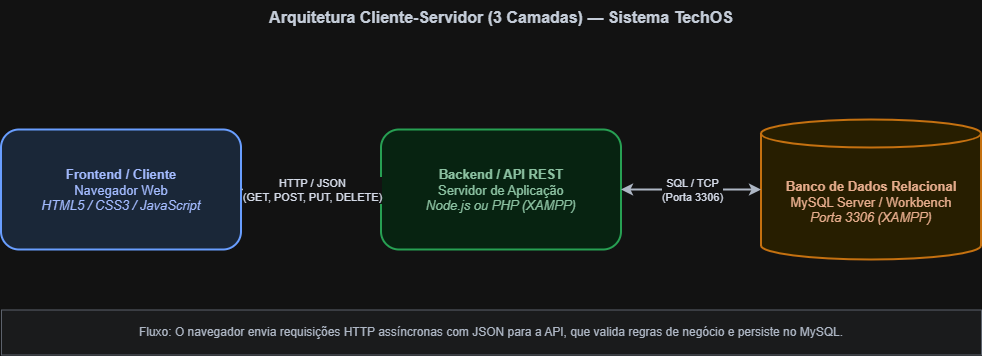 Arquitetura Cliente-Servidor (3 Camadas) — Sistema TechOS
Frontend / Cliente
Navegador Web
HTML5 / CSS3 / JavaScript
HTTP / JSON
(GET, POST, PUT, DELETE)
Backend / API REST
Servidor de Aplicação
Node.js ou PHP (XAMPP)
SQL / TCP
(Porta 3306)
Banco de Dados Relacional
MySQL Server / Workbench
Porta 3306 (XAMPP)
Fluxo: O navegador envia requisições HTTP assíncronas com JSON para a API, que valida regras de negócio e persiste no MySQL.